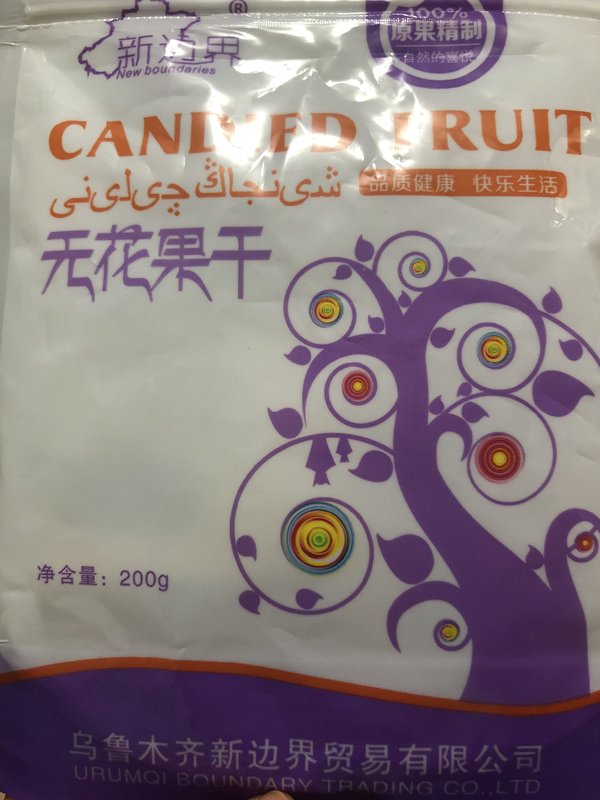 新边界
®
New boundaries
100%
原果精制
自然的喜悦
CANDIED FRUIT
品质健康 快乐生活
无花果干
净含量：200g
乌鲁木齐新边界贸易有限公司
URUMQI BOUNDARY TRADING CO.,LTD